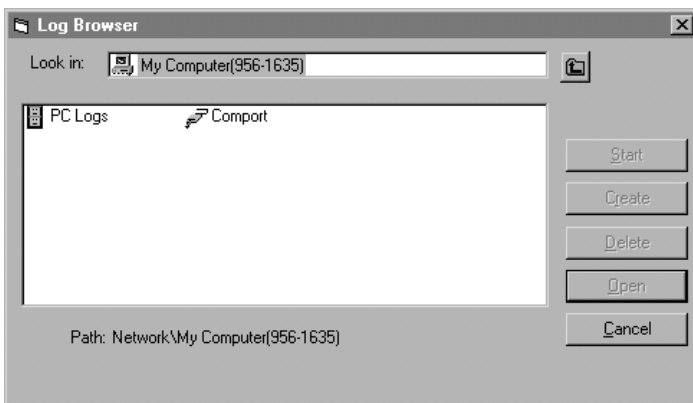 Log Browser
Look in: My Computer(956-1635)
PC Logs Comport
Start
Create
Delete
Open
Cancel
Path: Network\My Computer(956-1635)